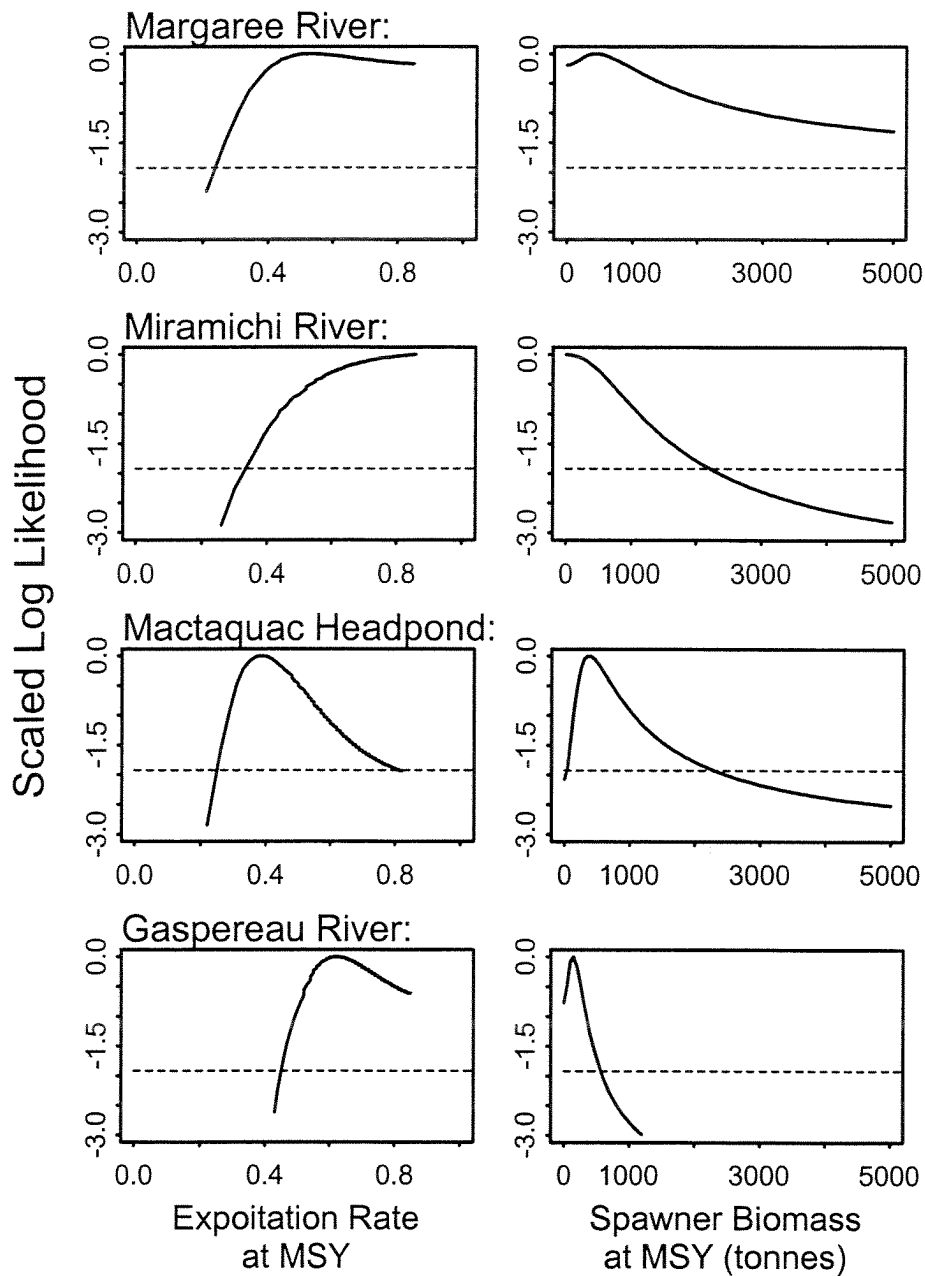 Margaree River:
0.0
-1.5
-3.0
0.0 0.4 0.8
0 1000 3000 5000
Miramichi River:
0.0
-1.5
-3.0
0.0 0.4 0.8
0 1000 3000 5000
Scaled Log Likelihood
Mactaquac Headpond:
0.0
-1.5
-3.0
0.0 0.4 0.8
0 1000 3000 5000
Gaspereau River:
0.0
-1.5
-3.0
0.0 0.4 0.8
0 1000 3000 5000
0.0
-1.5
-3.0
0.0
-1.5
-3.0
0.0
-1.5
-3.0
0.0
-1.5
-3.0
Expoitation Rate
at MSY
Spawner Biomass
at MSY (tonnes)